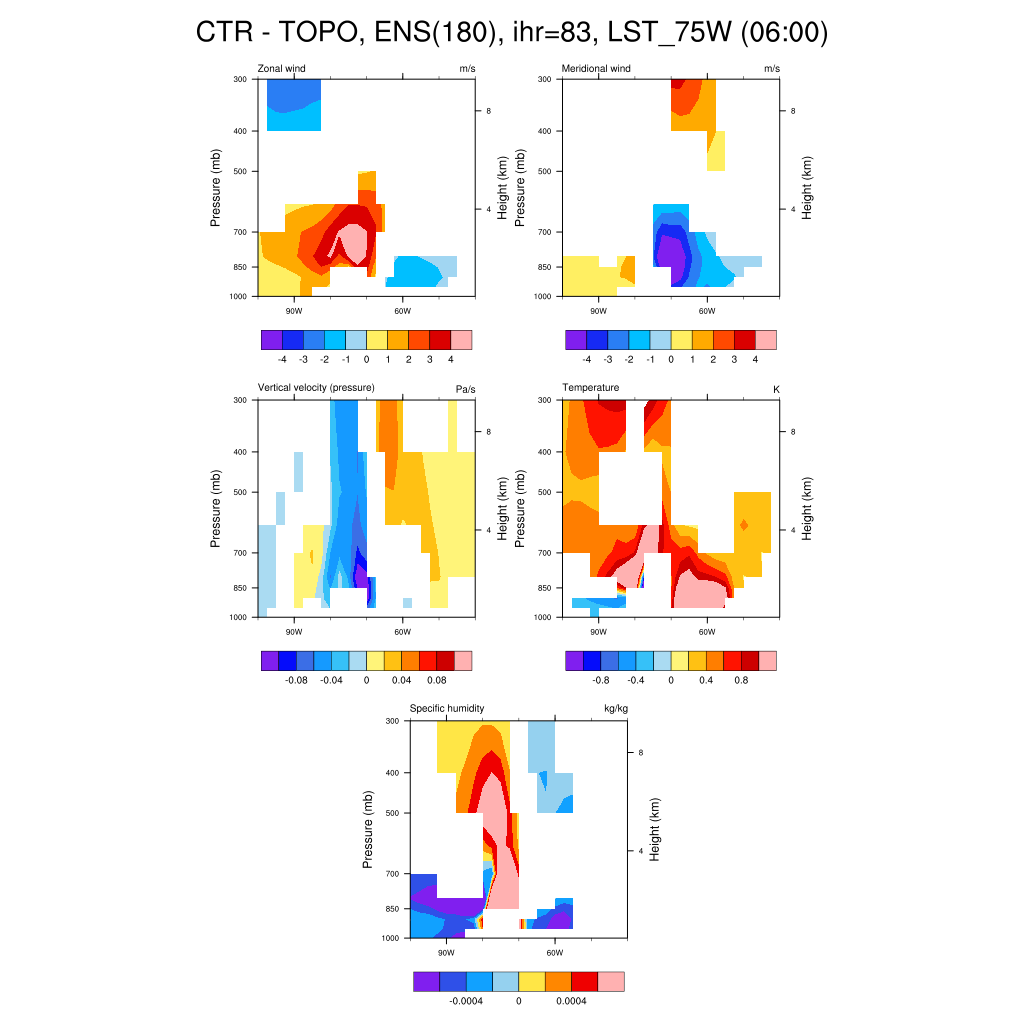 CTR - TOPO, ENS(180), ihr=83, LST_75W (06:00)
Zonal wind m/s
300
400
500
700
850
1000
Pressure (mb)
8
4
Height (km)
90W 60W
-4 -3 -2 -1 0 1 2 3 4
Meridional wind m/s
300
400
500
700
850
1000
Pressure (mb)
8
4
Height (km)
90W 60W
-4 -3 -2 -1 0 1 2 3 4
Vertical velocity (pressure) Pa/s
300
400
500
700
850
1000
Pressure (mb)
8
4
Height (km)
90W 60W
-0.08 -0.04 0 0.04 0.08
Temperature K
300
400
500
700
850
1000
Pressure (mb)
8
4
Height (km)
90W 60W
-0.8 -0.4 0 0.4 0.8
Specific humidity kg/kg
300
400
500
700
850
1000
Pressure (mb)
8
4
Height (km)
90W 60W
-0.0004 0 0.0004